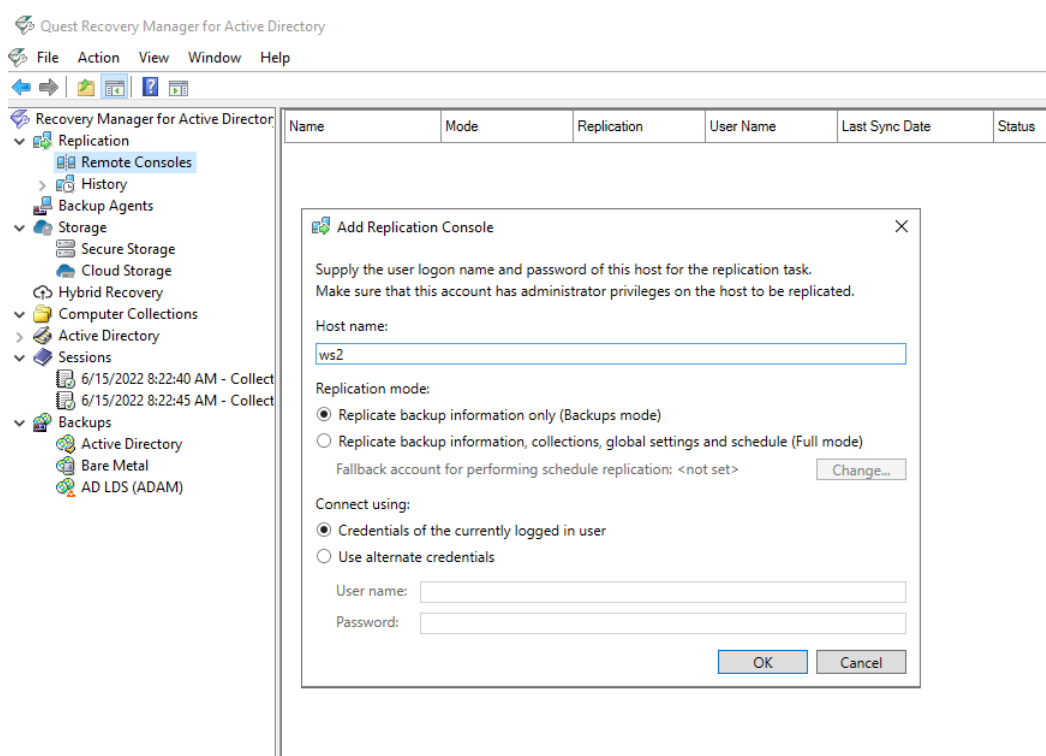 Quest Recovery Manager for Active Directory
File Action View Window Help
Recovery Manager for Active Director
Replication
Remote Consoles
History
Backup Agents
Storage
Secure Storage
Cloud Storage
Hybrid Recovery
Computer Collections
Active Directory
Sessions
6/15/2022 8:22:40 AM - Collect
6/15/2022 8:22:45 AM - Collect
Backups
Active Directory
Bare Metal
AD LDS (ADAM)
Name Mode Replication User Name Last Sync Date Status
Add Replication Console
Supply the user logon name and password of this host for the replication task.
Make sure that this account has administrator privileges on the host to be replicated.
Host name:
ws2
Replication mode:
Replicate backup information only (Backups mode)
Replicate backup information, collections, global settings and schedule (Full mode)
Fallback account for performing schedule replication: <not set> Change...
Connect using:
Credentials of the currently logged in user
Use alternate credentials
User name:
Password:
OK Cancel